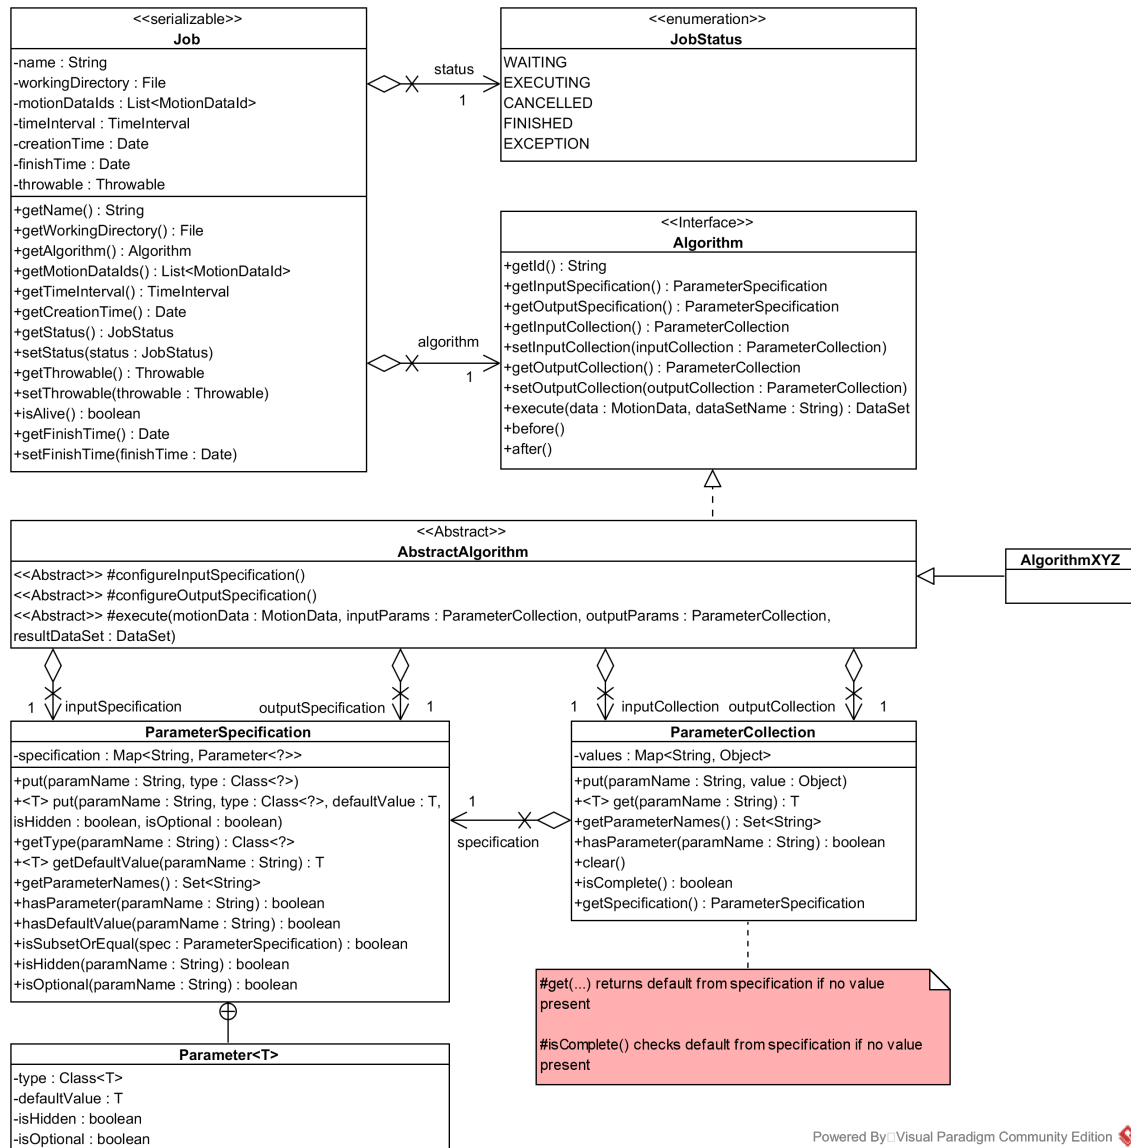 <<serializable>>
Job
-name : String
-workingDirectory : File
-motionDataIds : List<MotionDataId>
-timeInterval : TimeInterval
-creationTime : Date
-finishTime : Date
-throwable : Throwable
+getName() : String
+getWorkingDirectory() : File
+getAlgorithm() : Algorithm
+getMotionDataIds() : List<MotionDataId>
+getTimeInterval() : TimeInterval
+getCreationTime() : Date
+getStatus() : JobStatus
+setStatus(status : JobStatus)
+getThrowable() : Throwable
+setThrowable(throwable : Throwable)
+isAlive() : boolean
+getFinishTime() : Date
+setFinishTime(finishTime : Date)
status
1
<<enumeration>>
JobStatus
WAITING
EXECUTING
CANCELLED
FINISHED
EXCEPTION
algorithm
1
<<Interface>>
Algorithm
+getId() : String
+getInputSpecification() : ParameterSpecification
+getOutputSpecification() : ParameterSpecification
+getInputCollection() : ParameterCollection
+setInputCollection(inputCollection : ParameterCollection)
+getOutputCollection() : ParameterCollection
+setOutputCollection(outputCollection : ParameterCollection)
+execute(data : MotionData, dataSetName : String) : DataSet
+before()
+after()
<<Abstract>>
AbstractAlgorithm
<<Abstract>> #configureInputSpecification()
<<Abstract>> #configureOutputSpecification()
<<Abstract>> #execute(motionData : MotionData, inputParams : ParameterCollection, outputParams : ParameterCollection,
resultDataSet : DataSet)
AlgorithmXYZ
1
inputSpecification
outputSpecification
1
1
inputCollection
outputCollection
1
ParameterSpecification
-specification : Map<String, Parameter<?>>
+put(paramName : String, type : Class<?>)
+<T> put(paramName : String, type : Class<?>, defaultValue : T,
isHidden : boolean, isOptional : boolean)
+getType(paramName : String) : Class<?>
+<T> getDefaultValue(paramName : String) : T
+getParameterNames() : Set<String>
+hasParameter(paramName : String) : boolean
+hasDefaultValue(paramName : String) : boolean
+isSubsetOrEqual(spec : ParameterSpecification) : boolean
+isHidden(paramName : String) : boolean
+isOptional(paramName : String) : boolean
1
specification
ParameterCollection
-values : Map<String, Object>
+put(paramName : String, value : Object)
+<T> get(paramName : String) : T
+getParameterNames() : Set<String>
+hasParameter(paramName : String) : boolean
+clear()
+isComplete() : boolean
+getSpecification() : ParameterSpecification
#get(...) returns default from specification if no value
present
#isComplete() checks default from specification if no value
present
Parameter<T>
-type : Class<T>
-defaultValue : T
-isHidden : boolean
-isOptional : boolean
Powered By Visual Paradigm Community Edition